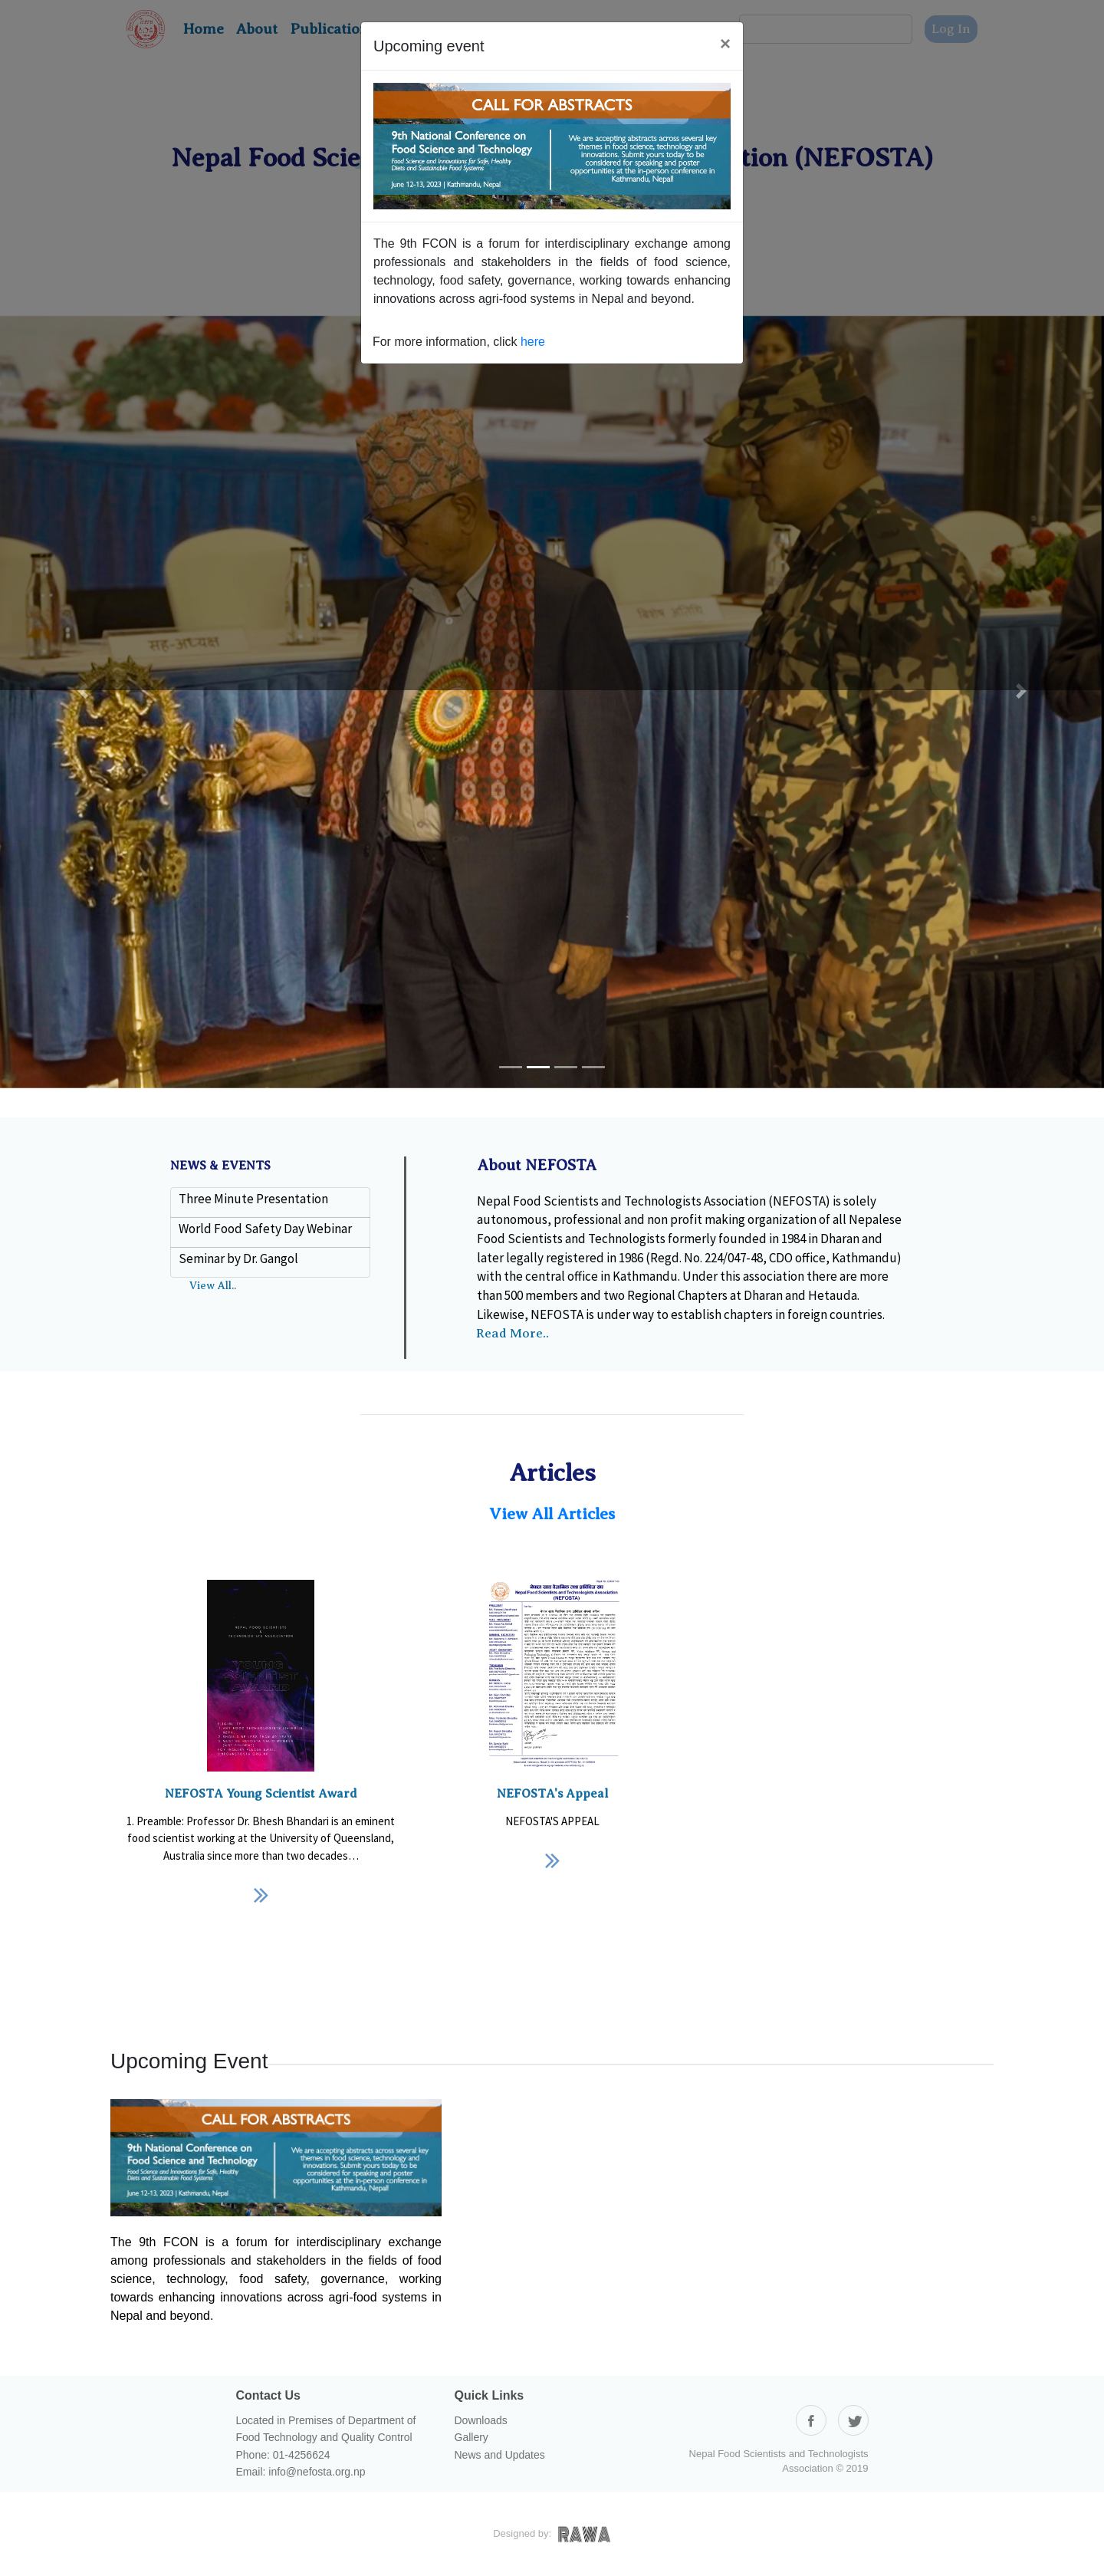 Home About Publication
Log In
Upcoming event
×
CALL FOR ABSTRACTS
9th National Conference on
Food Science and Technology
Food Science and Innovations for Safe, Healthy
Diets and Sustainable Food Systems
June 12-13, 2023 | Kathmandu, Nepal
We are accepting abstracts across several key
themes in food science, technology and
innovations. Submit yours today to be
considered for speaking and poster
opportunities at the in-person conference in
Kathmandu, Nepal!
Nepal Food Scie tion (NEFOSTA)
The 9th FCON is a forum for interdisciplinary exchange among
professionals and stakeholders in the fields of food science,
technology, food safety, governance, working towards enhancing
innovations across agri-food systems in Nepal and beyond.
For more information, click here
सह-अध्यक्ष
विशेष अतिथि
NEWS & EVENTS
Three Minute Presentation
World Food Safety Day Webinar
Seminar by Dr. Gangol
View All..
About NEFOSTA
Nepal Food Scientists and Technologists Association (NEFOSTA) is solely
autonomous, professional and non profit making organization of all Nepalese
Food Scientists and Technologists formerly founded in 1984 in Dharan and
later legally registered in 1986 (Regd. No. 224/047-48, CDO office, Kathmandu)
with the central office in Kathmandu. Under this association there are more
than 500 members and two Regional Chapters at Dharan and Hetauda.
Likewise, NEFOSTA is under way to establish chapters in foreign countries.
Read More..
Articles
View All Articles
NEPAL FOOD SCIENTISTS
YOUNG
Nepal Food Scientists and Technologists Association
(NEFOSTA)
NEFOSTA Young Scientist Award
1. Preamble: Professor Dr. Bhesh Bhandari is an eminent
food scientist working at the University of Queensland,
Australia since more than two decades…
NEFOSTA's Appeal
NEFOSTA'S APPEAL
Upcoming Event
CALL FOR ABSTRACTS
9th National Conference on
Food Science and Technology
Food Science and Innovations for Safe, Healthy
Diets and Sustainable Food Systems
June 12-13, 2023 | Kathmandu, Nepal
We are accepting abstracts across several key
themes in food science, technology and
innovations. Submit yours today to be
considered for speaking and poster
opportunities at the in-person conference in
Kathmandu, Nepal!
The 9th FCON is a forum for interdisciplinary exchange
among professionals and stakeholders in the fields of food
science, technology, food safety, governance, working
towards enhancing innovations across agri-food systems in
Nepal and beyond.
Contact Us
Located in Premises of Department of
Food Technology and Quality Control
Phone: 01-4256624
Email: info@nefosta.org.np
Quick Links
Downloads
Gallery
News and Updates
Nepal Food Scientists and Technologists
Association © 2019
Designed by: RAWA